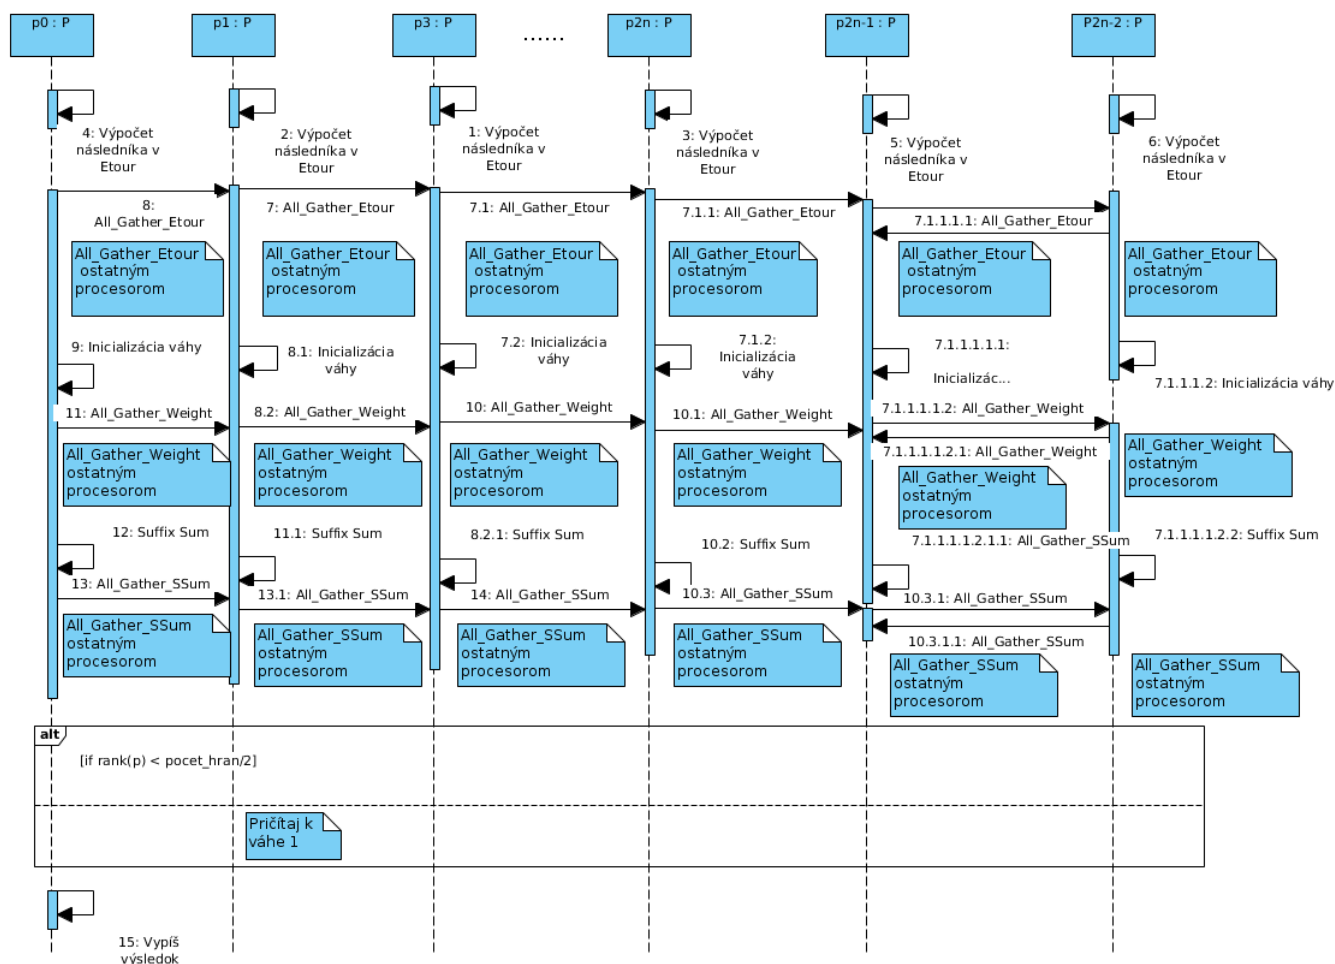 p0 : P
p1 : P
p3 : P
......
p2n : P
p2n-1 : P
P2n-2 : P
4: Výpočet
následníka v
Etour
2: Výpočet
následníka v
Etour
1: Výpočet
následníka v
Etour
3: Výpočet
následníka v
Etour
5: Výpočet
následníka v
Etour
6: Výpočet
následníka v
Etour
8:
All_Gather_Etour
7: All_Gather_Etour
7.1: All_Gather_Etour
7.1.1: All_Gather_Etour
7.1.1.1.1: All_Gather_Etour
All_Gather_Etour
ostatným
procesorom
All_Gather_Etour
ostatným
procesorom
All_Gather_Etour
ostatným
procesorom
All_Gather_Etour
ostatným
procesorom
All_Gather_Etour
ostatným
procesorom
All_Gather_Etour
ostatným
procesorom
9: Inicializácia váhy
8.1: Inicializácia
váhy
7.2: Inicializácia
váhy
7.1.2:
Inicializácia
váhy
7.1.1.1.1.1:
Inicializác...
7.1.1.1.2: Inicializácia váhy
11: All_Gather_Weight
8.2: All_Gather_Weight
10: All_Gather_Weight
10.1: All_Gather_Weight
7.1.1.1.1.2: All_Gather_Weight
7.1.1.1.1.2.1: All_Gather_Weight
All_Gather_Weight
ostatným
procesorom
All_Gather_Weight
ostatným
procesorom
All_Gather_Weight
ostatným
procesorom
All_Gather_Weight
ostatným
procesorom
All_Gather_Weight
ostatným
procesorom
All_Gather_Weight
ostatným
procesorom
12: Suffix Sum
11.1: Suffix Sum
8.2.1: Suffix Sum
10.2: Suffix Sum
7.1.1.1.1.2.1.1: All_Gather_SSum
7.1.1.1.1.2.2: Suffix Sum
13: All_Gather_SSum
13.1: All_Gather_SSum
14: All_Gather_SSum
10.3: All_Gather_SSum
10.3.1: All_Gather_SSum
10.3.1.1: All_Gather_SSum
All_Gather_SSum
ostatným
procesorom
All_Gather_SSum
ostatným
procesorom
All_Gather_SSum
ostatným
procesorom
All_Gather_SSum
ostatným
procesorom
All_Gather_SSum
ostatným
procesorom
All_Gather_SSum
ostatným
procesorom
alt
[if rank(p) < pocet_hran/2]
Pričítaj k
váhe 1
15: Vypíš
výsledok